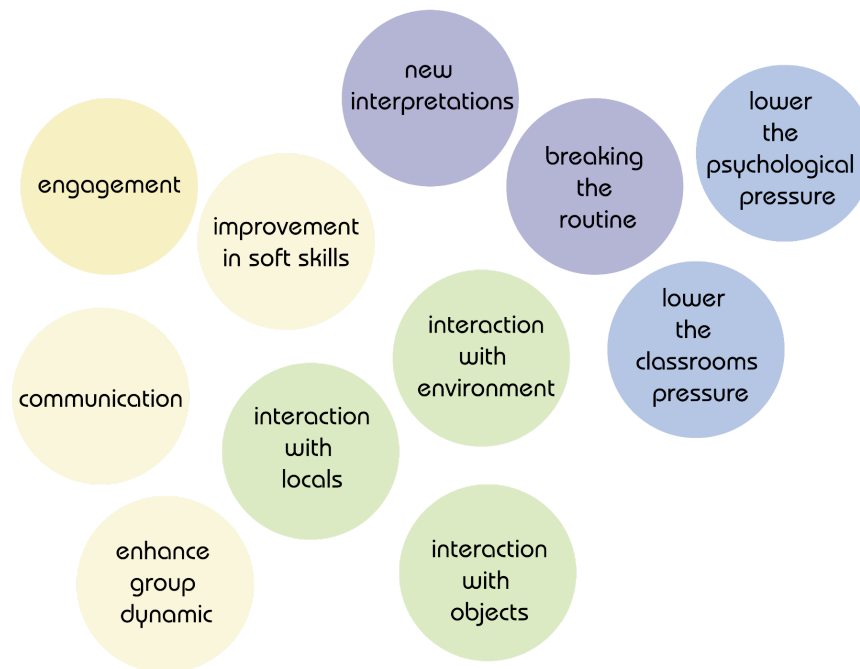 new
interpretations
lower
the
psychological
pressure
breaking
the
routine
engagement
improvement
in soft skills
lower
the
classrooms
pressure
interaction
with
environment
communication
interaction
with
locals
enhance
group
dynamic
interaction
with
objects